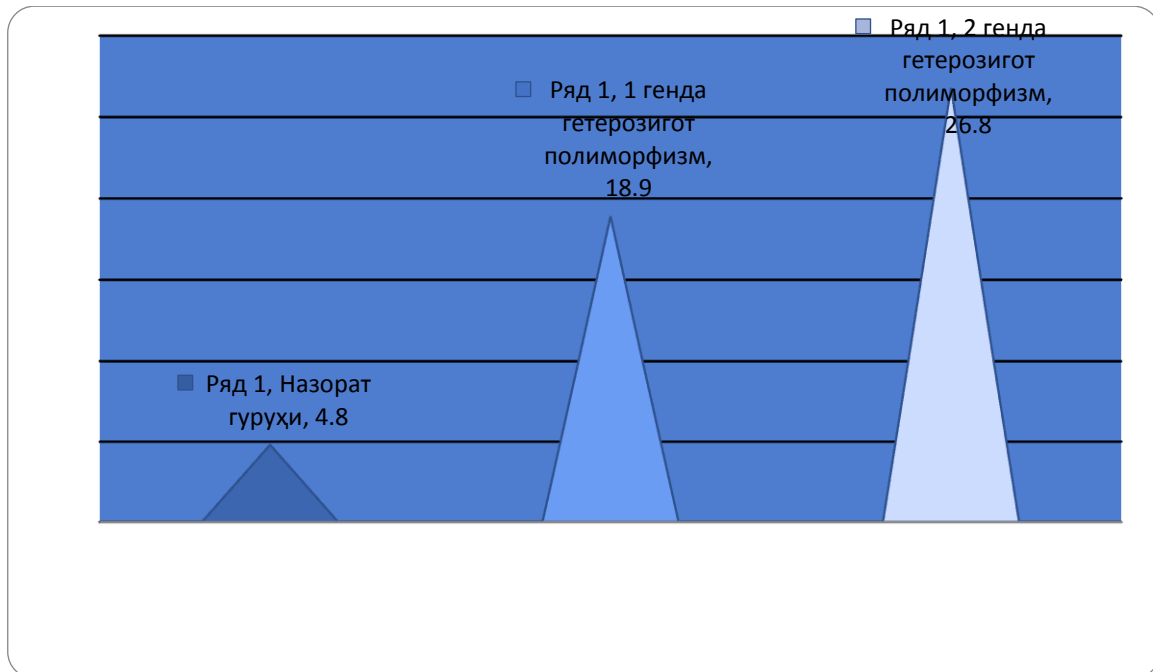 Ряд 1, Назорат
гуруҳи, 4.8
Ряд 1, 1 генда
гетерозигот
полиморфизм,
18.9
Ряд 1, 2 генда
гетерозигот
полиморфизм,
26.8